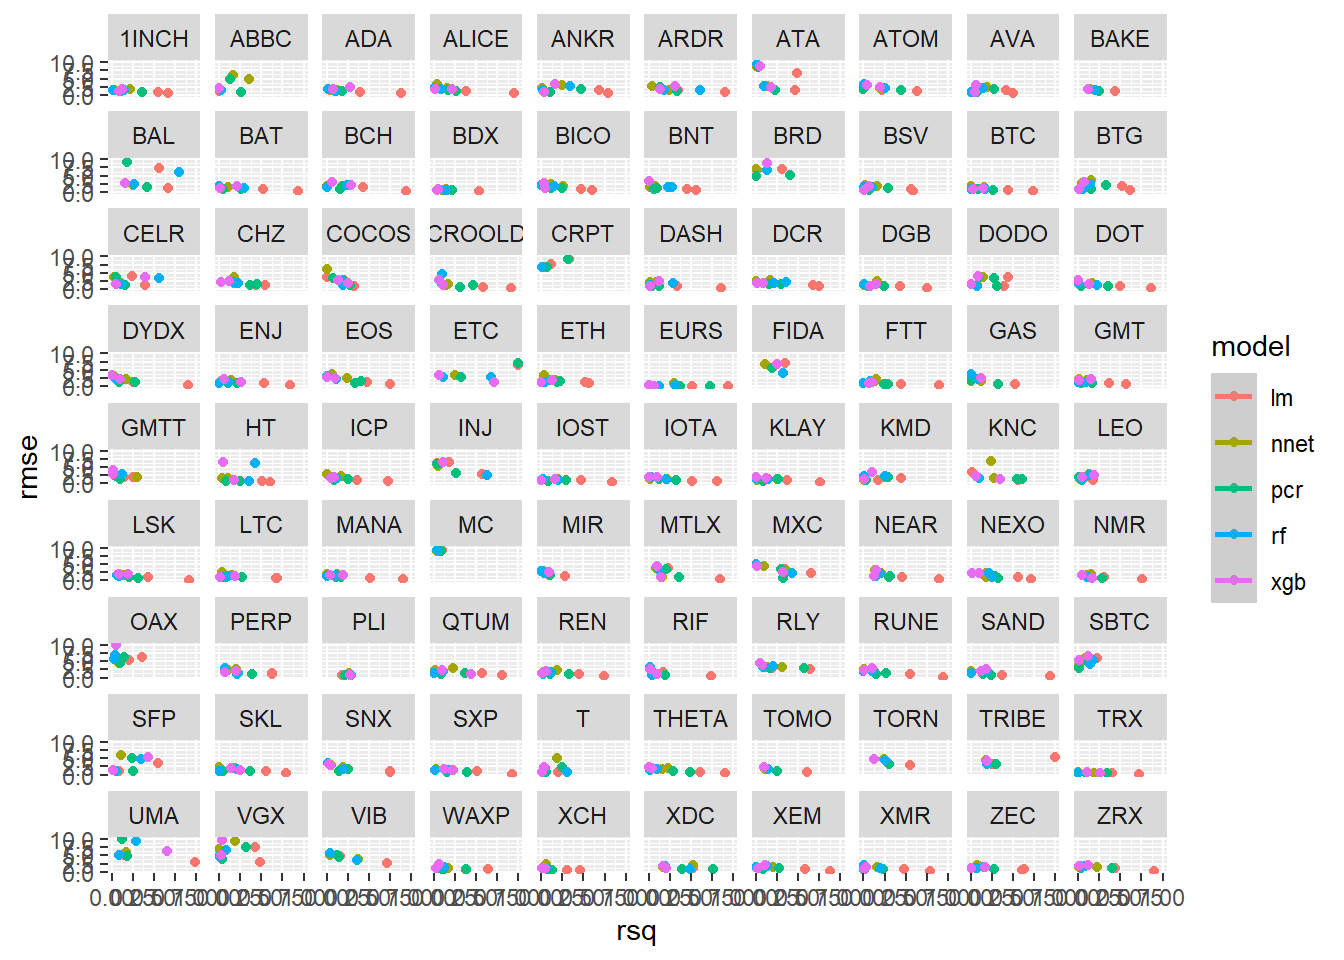 1INCH ABBC ADA ALICE ANKR ARDR ATA ATOM AVA BAKE
BAL BAT BCH BDX BICO BNT BRD BSV BTC BTG
CELR CHZ COCOS CROOLD CRPT DASH DCR DGB DODO DOT
DYDX ENJ EOS ETC ETH EURS FIDA FTT GAS GMT
GMTT HT ICP INJ IOST IOTA KLAY KMD KNC LEO
LSK LTC MANA MC MIR MTLX MXC NEAR NEXO NMR
OAX PERP PLI QTUM REN RIF RLY RUNE SAND SBTC
SFP SKL SNX SXP T THETA TOMO TORN TRIBE TRX
UMA VGX VIB WAXP XCH XDC XEM XMR ZEC ZRX
rmse
rsq
model
lm
nnet
pcr
rf
xgb